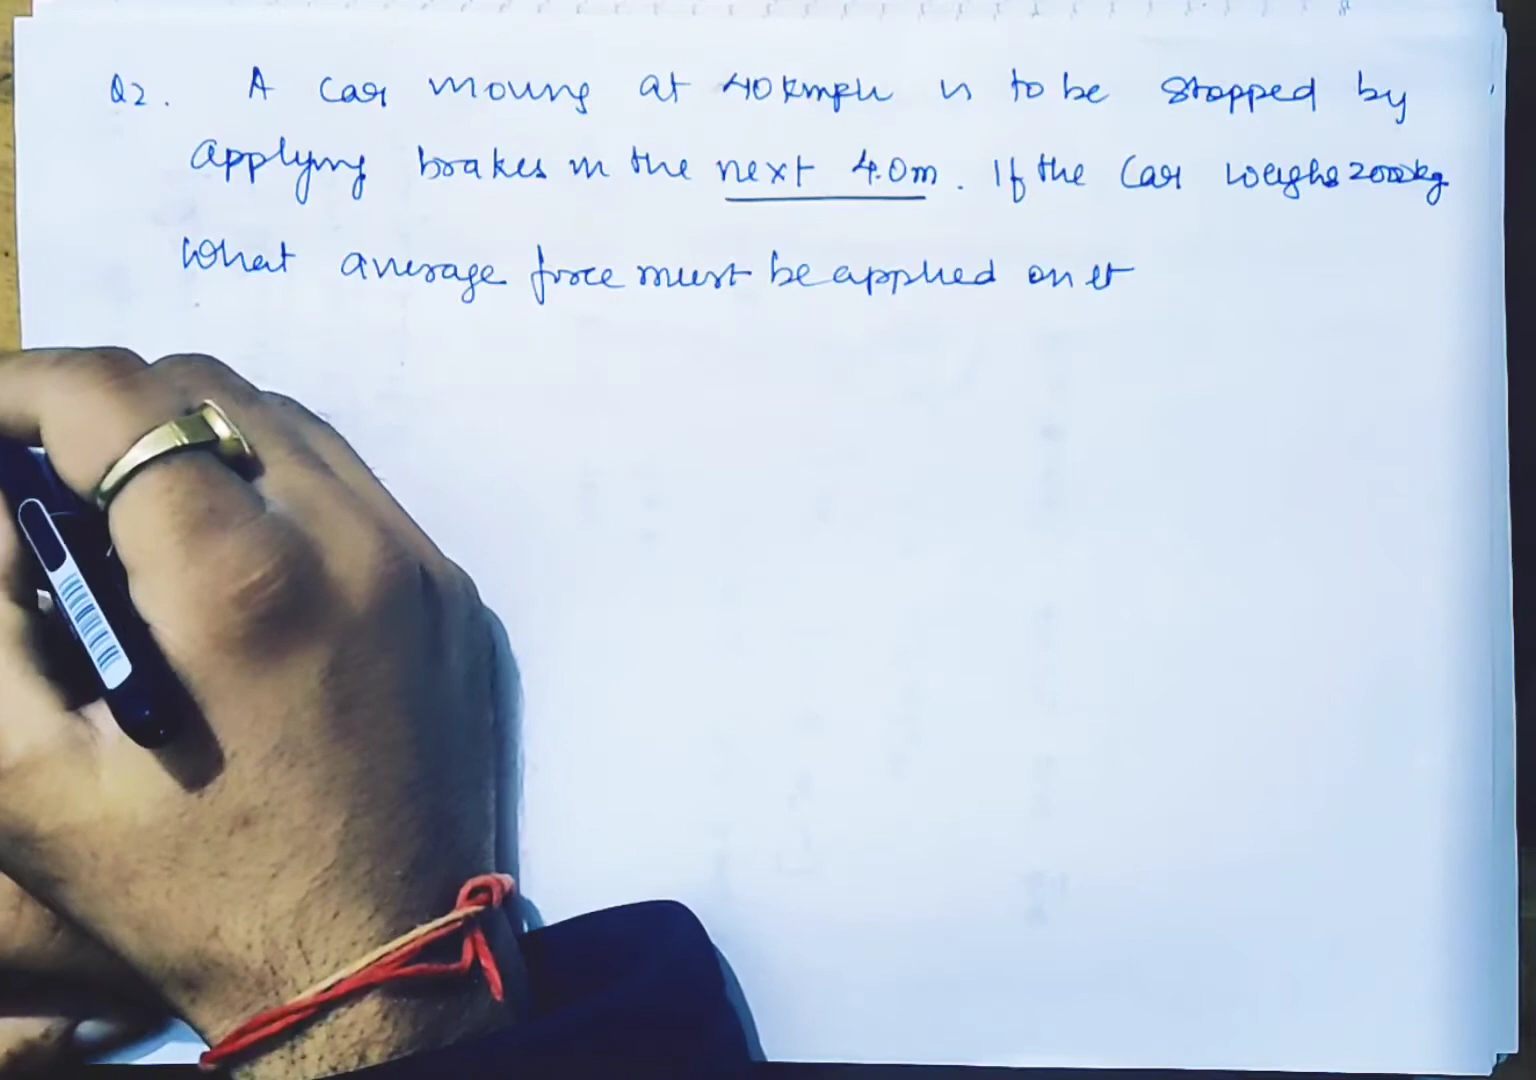 Q2. A car moving at 40 kmph is to be stopped by
applying brakes in the next 4.0m. If the car weighs 2000kg
what average force must be applied on it